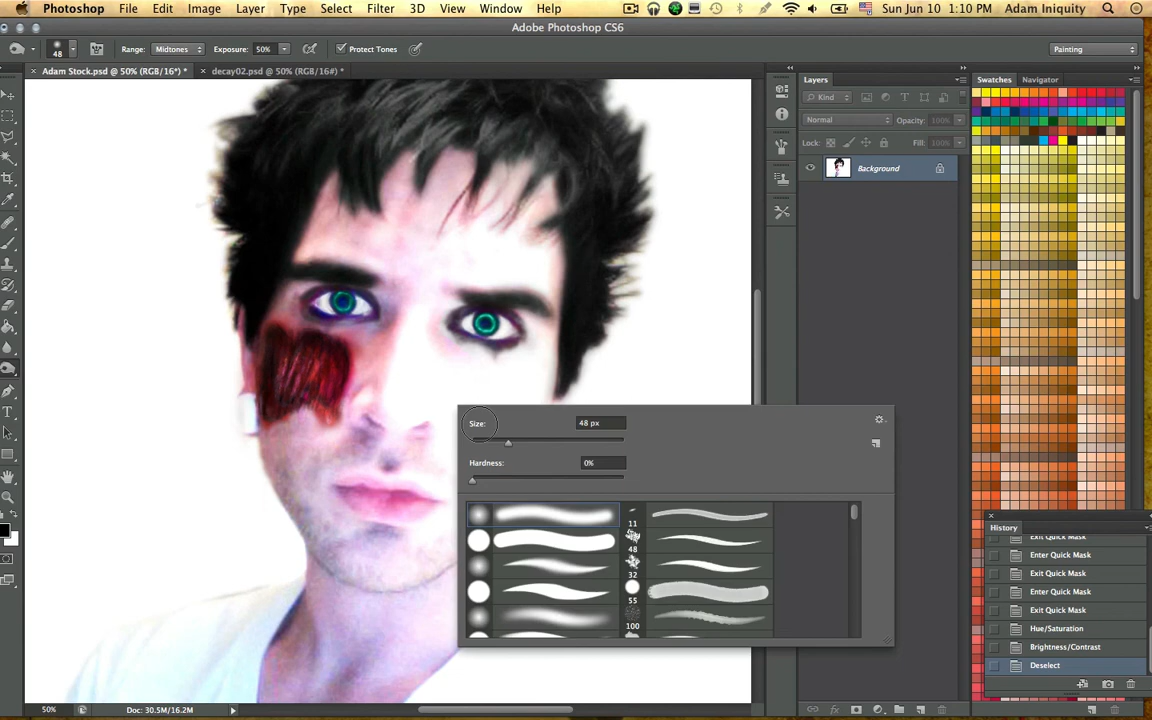 Photoshop File Edit Image Layer Type Select Filter 3D View Window Help Sun Jun 10 1:10 PM Adam Iniquity
Adobe Photoshop CS6
48 Range: Midtones Exposure: 50% Protect Tones Painting
Adam Stock.psd @ 50% (RGB/16*) * decay02.psd @ 50% (RGB/16#) *
Layers
Swatches Navigator
Kind
Normal Opacity: 100%
Lock: Fill: 100%
Background
Size: 48 px
Hardness: 0%
11
48
32
55
100
History
Exit Quick Mask
Enter Quick Mask
Exit Quick Mask
Enter Quick Mask
Exit Quick Mask
Hue/Saturation
Brightness/Contrast
Deselect
50% Doc: 30.5M/16.2M